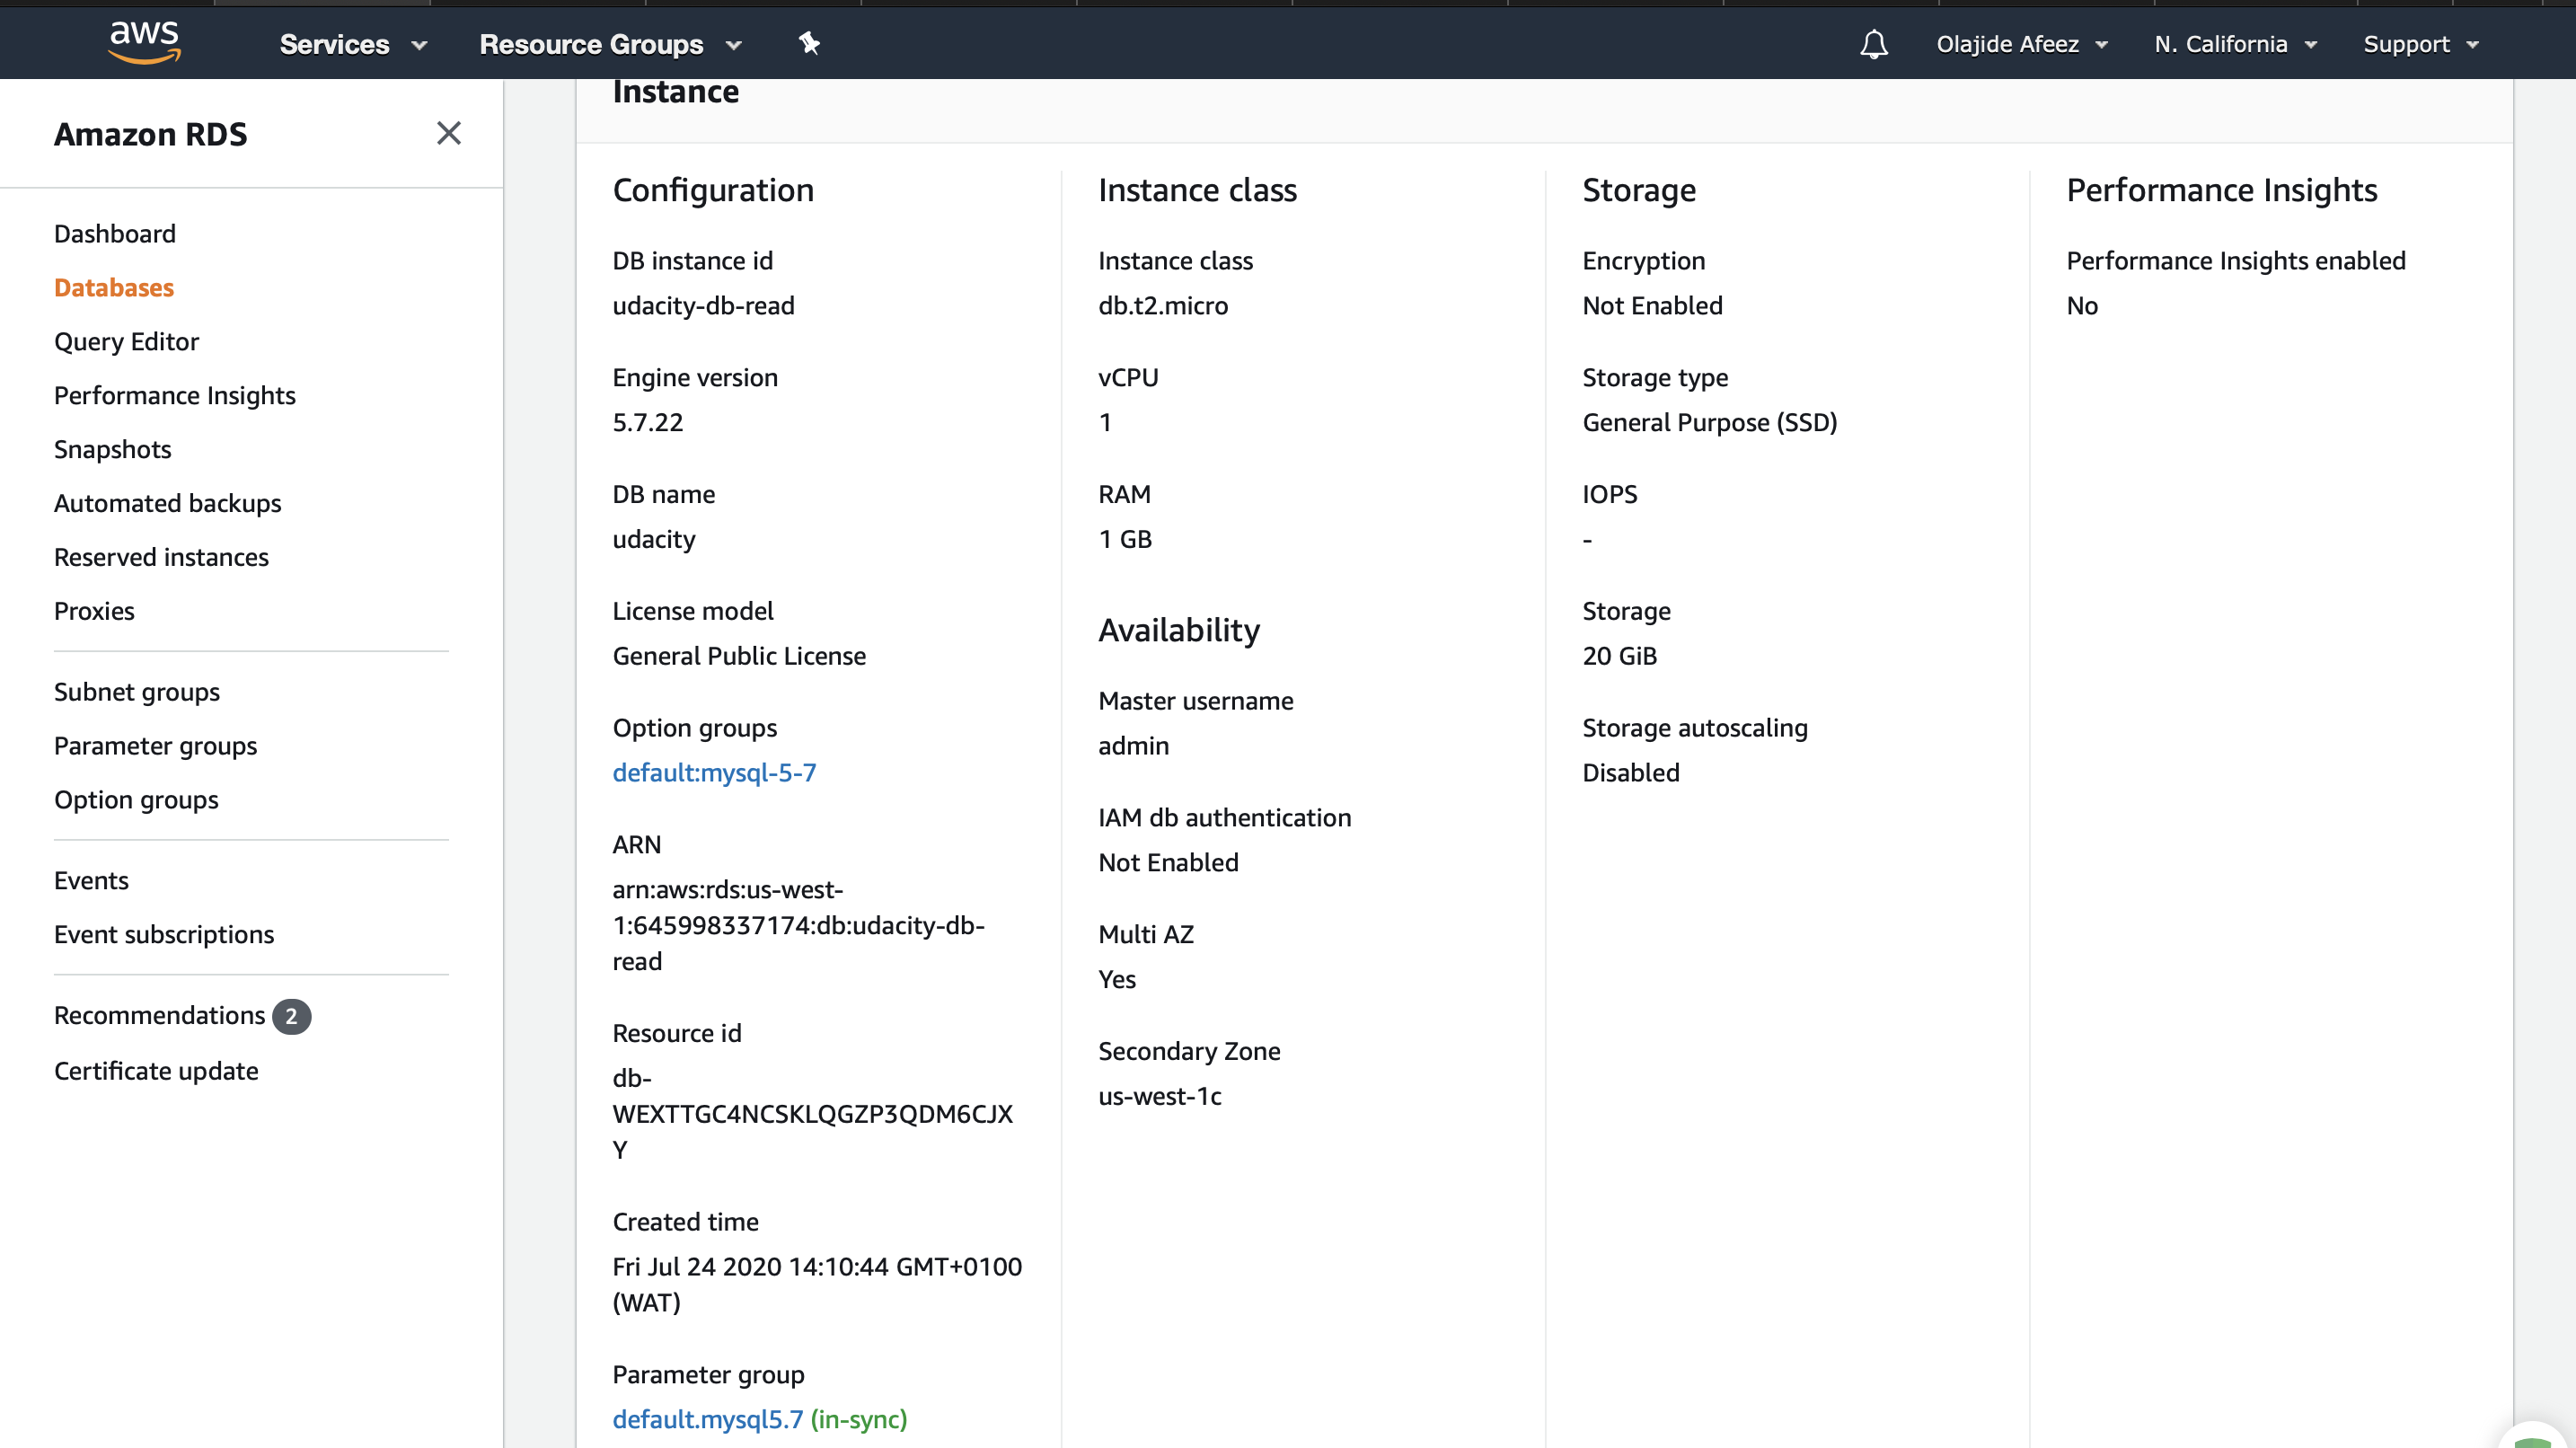 aws
Services
Resource Groups
Olajide Afeez
N. California
Support
Amazon RDS
Dashboard
Databases
Query Editor
Performance Insights
Snapshots
Automated backups
Reserved instances
Proxies
Subnet groups
Parameter groups
Option groups
Events
Event subscriptions
Recommendations 2
Certificate update
Instance
Configuration
DB instance id
udacity-db-read
Engine version
5.7.22
DB name
udacity
License model
General Public License
Option groups
default:mysql-5-7
ARN
arn:aws:rds:us-west-
1:645998337174:db:udacity-db-
read
Resource id
db-
WEXTTGC4NCSKLQGZP3QDM6CJX
Y
Created time
Fri Jul 24 2020 14:10:44 GMT+0100
(WAT)
Parameter group
default.mysql5.7 (in-sync)
Instance class
Instance class
db.t2.micro
vCPU
1
RAM
1 GB
Availability
Master username
admin
IAM db authentication
Not Enabled
Multi AZ
Yes
Secondary Zone
us-west-1c
Storage
Encryption
Not Enabled
Storage type
General Purpose (SSD)
IOPS
-
Storage
20 GiB
Storage autoscaling
Disabled
Performance Insights
Performance Insights enabled
No